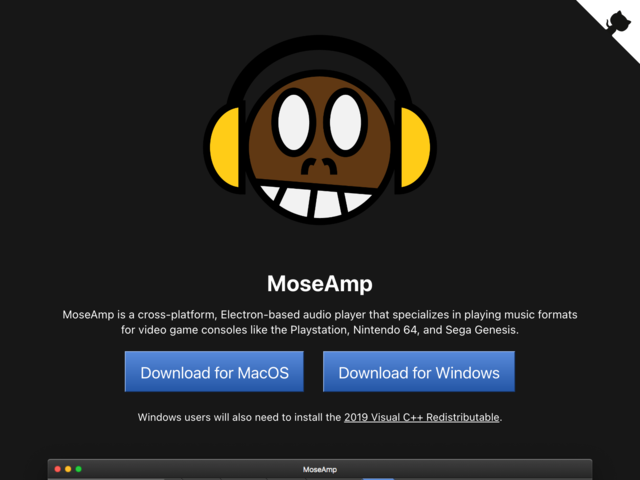 MoseAmp
MoseAmp is a cross-platform, Electron-based audio player that specializes in playing music formats
for video game consoles like the Playstation, Nintendo 64, and Sega Genesis.
Download for MacOS
Download for Windows
Windows users will also need to install the 2019 Visual C++ Redistributable.
MoseAmp